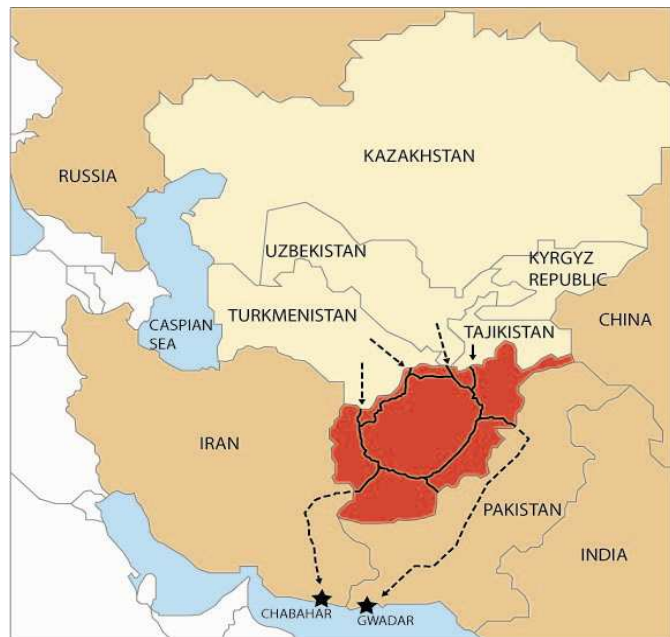 KAZAKHSTAN
RUSSIA
UZBEKISTAN
KYRGYZ
REPUBLIC
TURKMENISTAN
CASPIAN
SEA
TAJIKISTAN
CHINA
IRAN
PAKISTAN
INDIA
CHABAHAR
GWADAR